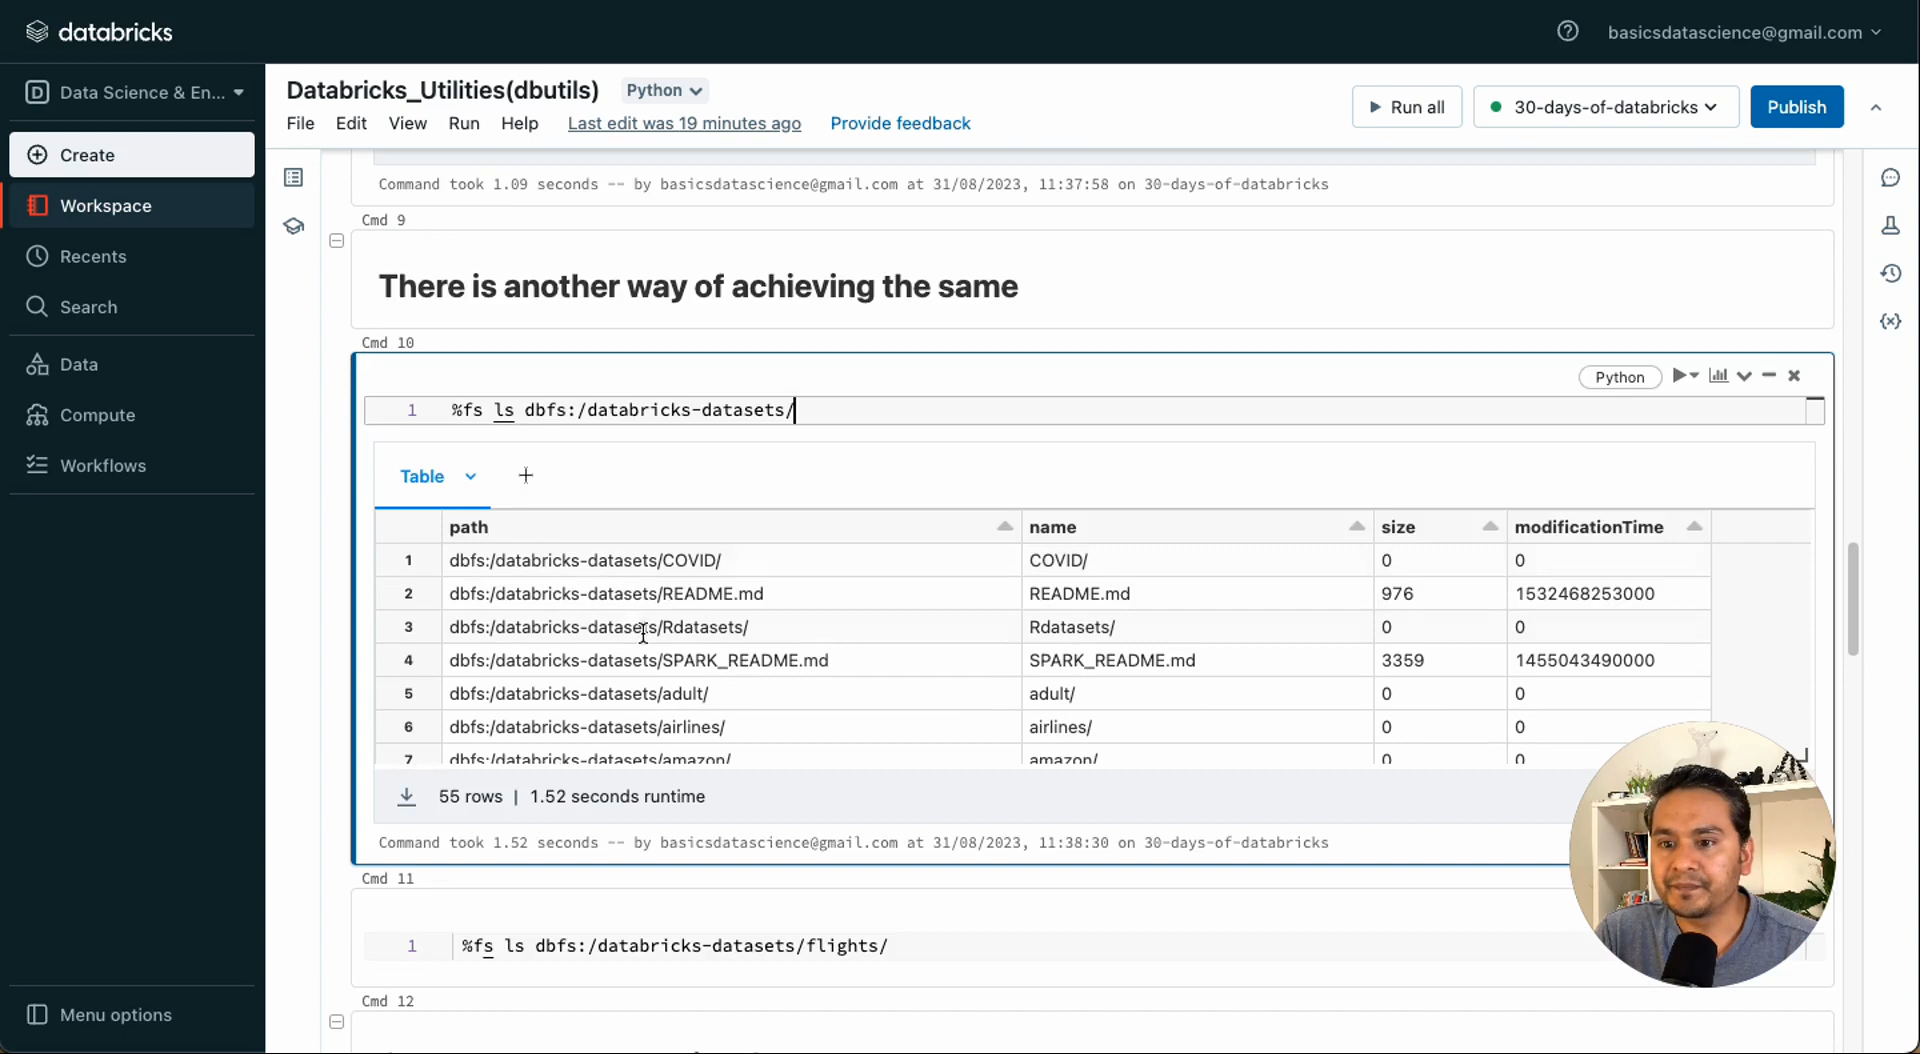 databricks
basicsdatascience@gmail.com
Data Science & En...
Create
Workspace
Recents
Search
Data
Compute
Workflows
Menu options
Databricks_Utilities(dbutils) Python
File Edit View Run Help Last edit was 19 minutes ago Provide feedback
Run all 30-days-of-databricks Publish
Command took 1.09 seconds -- by basicsdatascience@gmail.com at 31/08/2023, 11:37:58 on 30-days-of-databricks
Cmd 9
There is another way of achieving the same
Cmd 10
Python
1 %fs ls dbfs:/databricks-datasets/
Table +
path name size modificationTime
1 dbfs:/databricks-datasets/COVID/ COVID/ 0 0
2 dbfs:/databricks-datasets/README.md README.md 976 1532468253000
3 dbfs:/databricks-datasets/Rdatasets/ Rdatasets/ 0 0
4 dbfs:/databricks-datasets/SPARK_README.md SPARK_README.md 3359 1455043490000
5 dbfs:/databricks-datasets/adult/ adult/ 0 0
6 dbfs:/databricks-datasets/airlines/ airlines/ 0 0
7 dbfs:/databricks-datasets/amazon/ amazon/ 0 0
55 rows | 1.52 seconds runtime
Command took 1.52 seconds -- by basicsdatascience@gmail.com at 31/08/2023, 11:38:30 on 30-days-of-databricks
Cmd 11
1 %fs ls dbfs:/databricks-datasets/flights/
Cmd 12